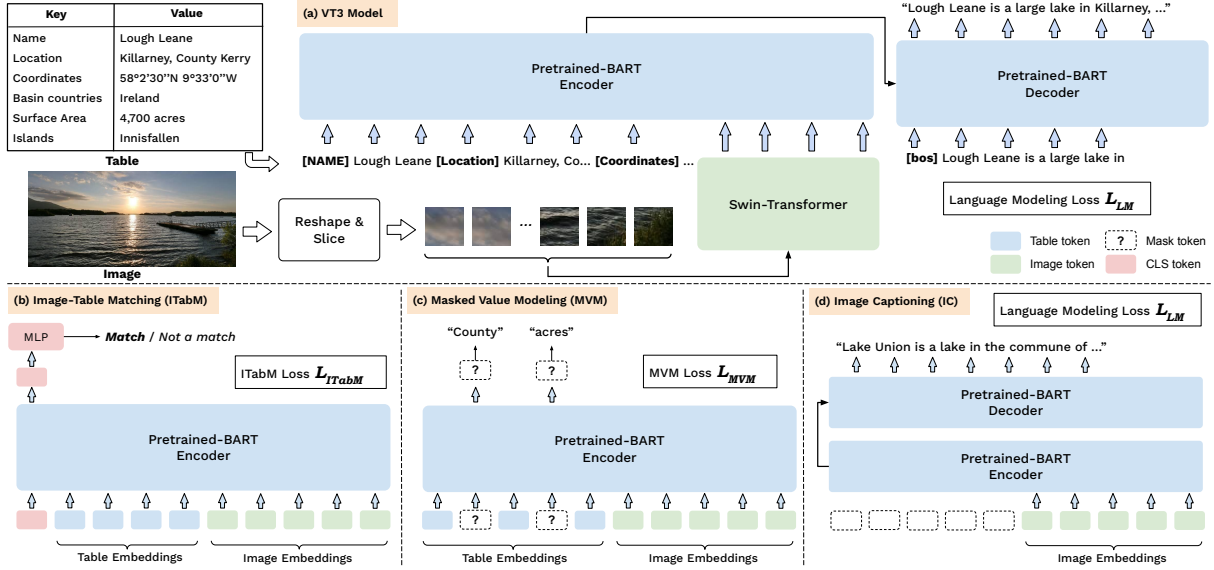 Key Value
Name Lough Leane
Location Killarney, County Kerry
Coordinates 58°2'30''N 9°33'0''W
Basin countries Ireland
Surface Area 4,700 acres
Islands Innisfallen
Table
Image
Reshape &
Slice
...
(a) VT3 Model
Pretrained-BART
Encoder
[NAME] Lough Leane [Location] Killarney, Co... [Coordinates] ...
Swin-Transformer
“Lough Leane is a large lake in Killarney, ...”
Pretrained-BART
Decoder
[bos] Lough Leane is a large lake in
Language Modeling Loss L_LM
Table token
? Mask token
Image token
CLS token
(b) Image-Table Matching (ITabM)
MLP
Match / Not a match
ITabM Loss L_ITabM
Pretrained-BART
Encoder
Table Embeddings
Image Embeddings
(c) Masked Value Modeling (MVM)
“County” “acres”
? ?
MVM Loss L_MVM
Pretrained-BART
Encoder
? ?
Table Embeddings
Image Embeddings
(d) Image Captioning (IC)
Language Modeling Loss L_LM
“Lake Union is a lake in the commune of ...”
Pretrained-BART
Decoder
Pretrained-BART
Encoder
Image Embeddings